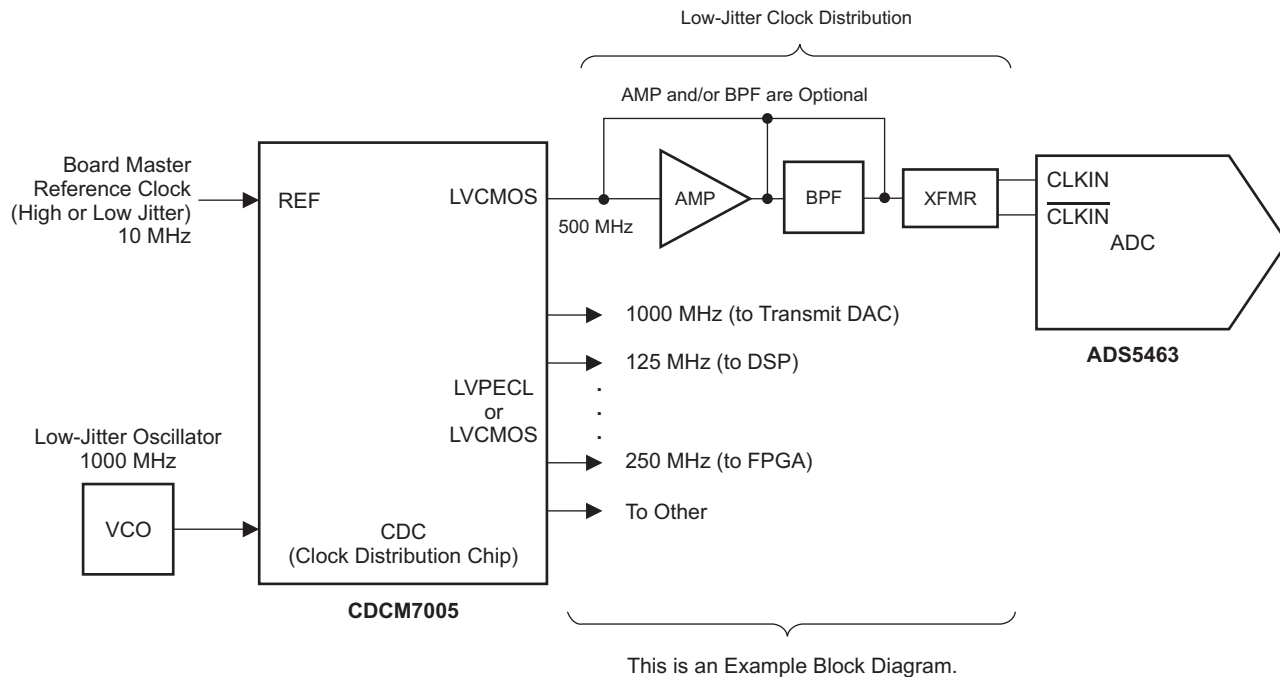 Low-Jitter Clock Distribution
AMP and/or BPF are Optional
Board Master
Reference Clock
(High or Low Jitter)
10 MHz
REF
LVCMOS
500 MHz
AMP
BPF
XFMR
CLKIN
CLKIN
ADC
ADS5463
1000 MHz (to Transmit DAC)
125 MHz (to DSP)
LVPECL
or
LVCMOS
250 MHz (to FPGA)
To Other
Low-Jitter Oscillator
1000 MHz
VCO
CDC
(Clock Distribution Chip)
CDCM7005
This is an Example Block Diagram.